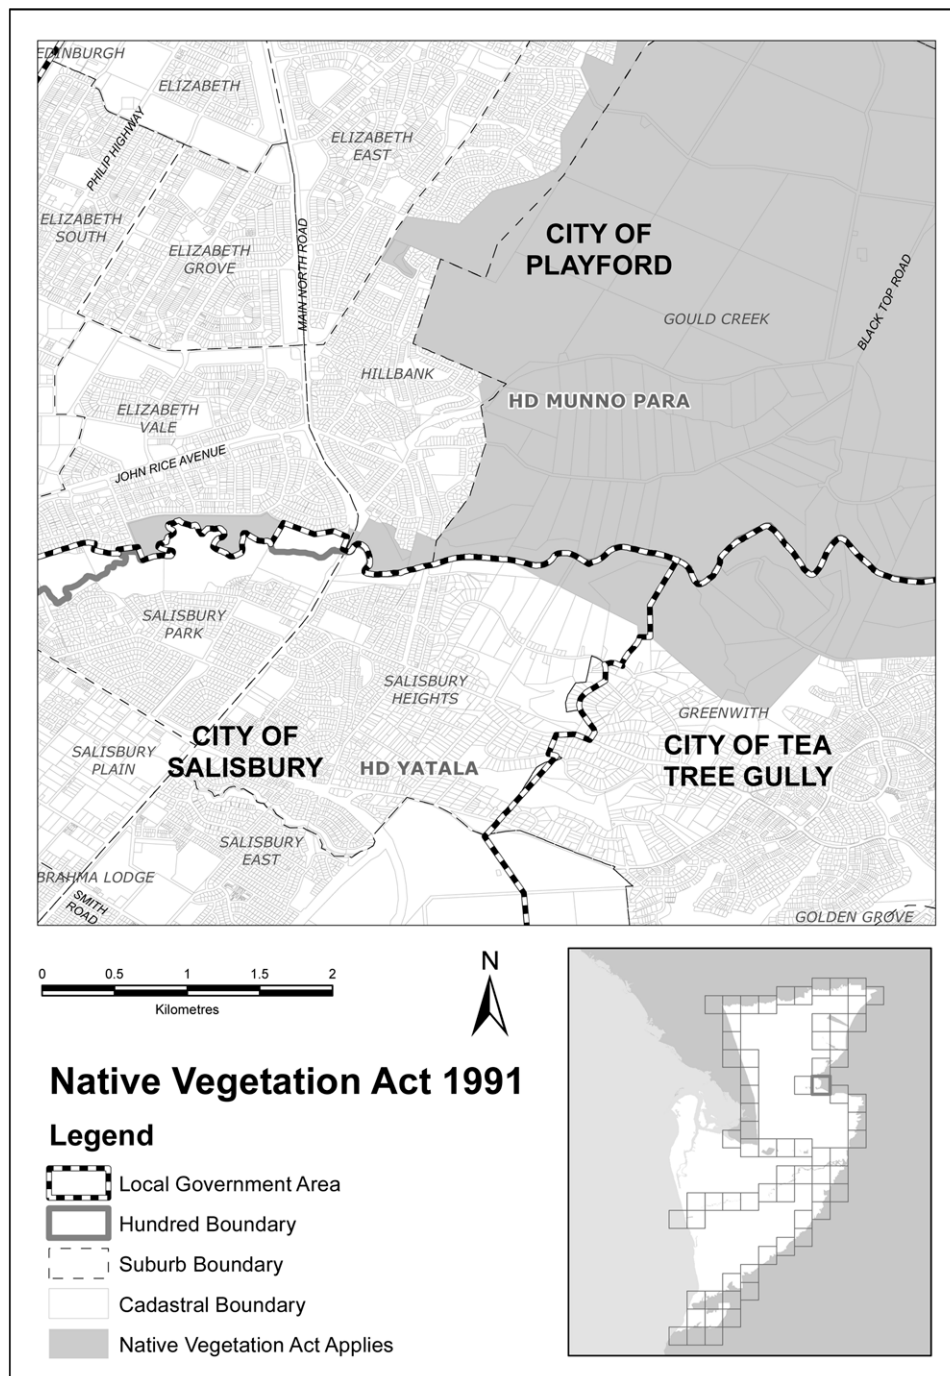 EDINBURGH
ELIZABETH
PHILIP HIGHWAY
ELIZABETH
EAST
ELIZABETH
SOUTH
ELIZABETH
GROVE
MAIN NORTH ROAD
CITY OF
PLAYFORD
BLACK TOP ROAD
GOULD CREEK
HILLBANK
HD MUNNO PARA
ELIZABETH
VALE
JOHN RICE AVENUE
SALISBURY
PARK
SALISBURY
HEIGHTS
GREENWITH
CITY OF
SALISBURY
SALISBURY
PLAIN
HD YATALA
CITY OF TEA
TREE GULLY
SALISBURY
EAST
BRAHMA LODGE
SMITH
ROAD
GOLDEN GROVE
0 0.5 1 1.5 2
Kilometres
N
Native Vegetation Act 1991
Legend
Local Government Area
Hundred Boundary
Suburb Boundary
Cadastral Boundary
Native Vegetation Act Applies